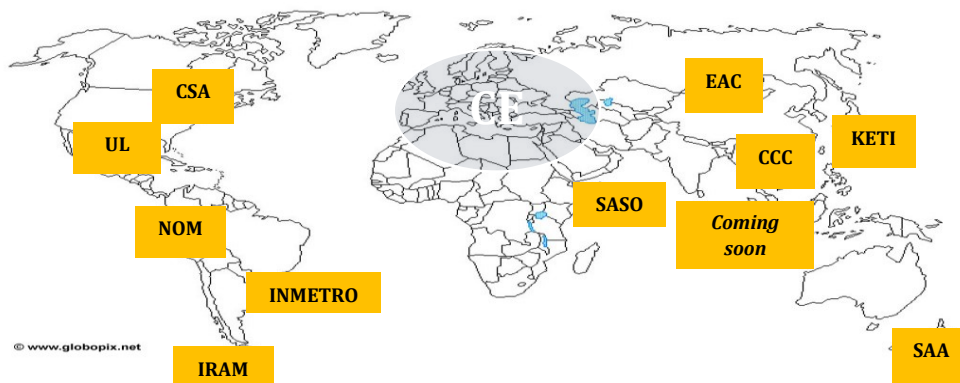 CSA
CE
EAC
UL
KETI
CCC
SASO
NOM
Coming
soon
INMETRO
© www.globopix.net
SAA
IRAM